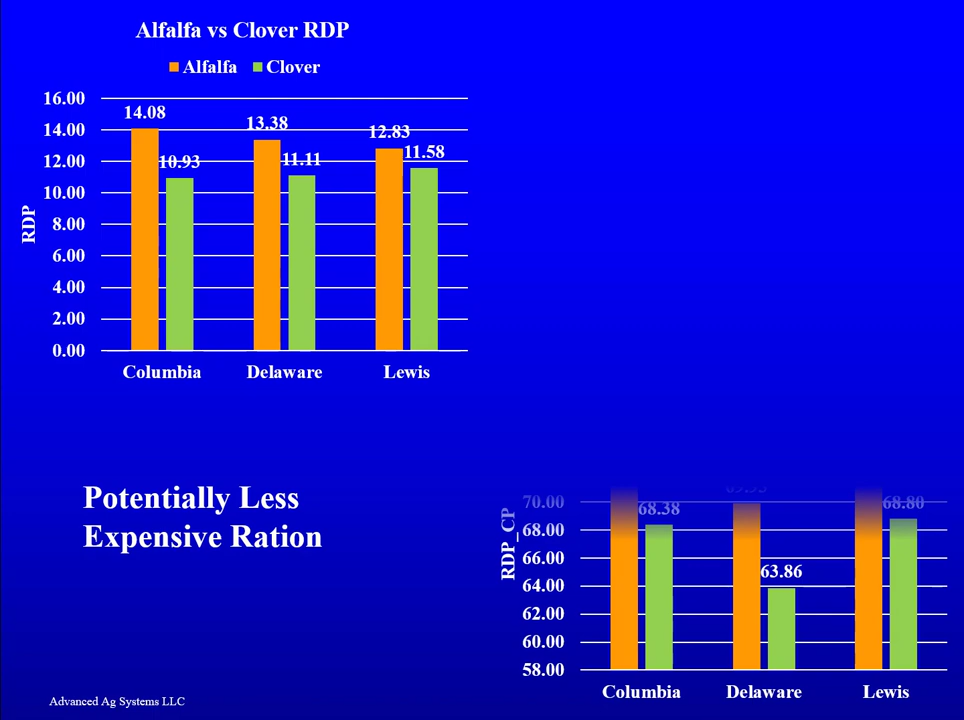 Alfalfa vs Clover RDP
Alfalfa Clover
16.00
14.00
12.00
10.00
8.00
6.00
4.00
2.00
0.00
RDP
14.08
10.93
13.38
11.11
12.83
11.58
Columbia Delaware Lewis
Potentially Less
Expensive Ration
70.00
68.00
66.00
64.00
62.00
60.00
58.00
RDP_CP
68.38
63.86
68.80
Columbia Delaware Lewis
Advanced Ag Systems LLC